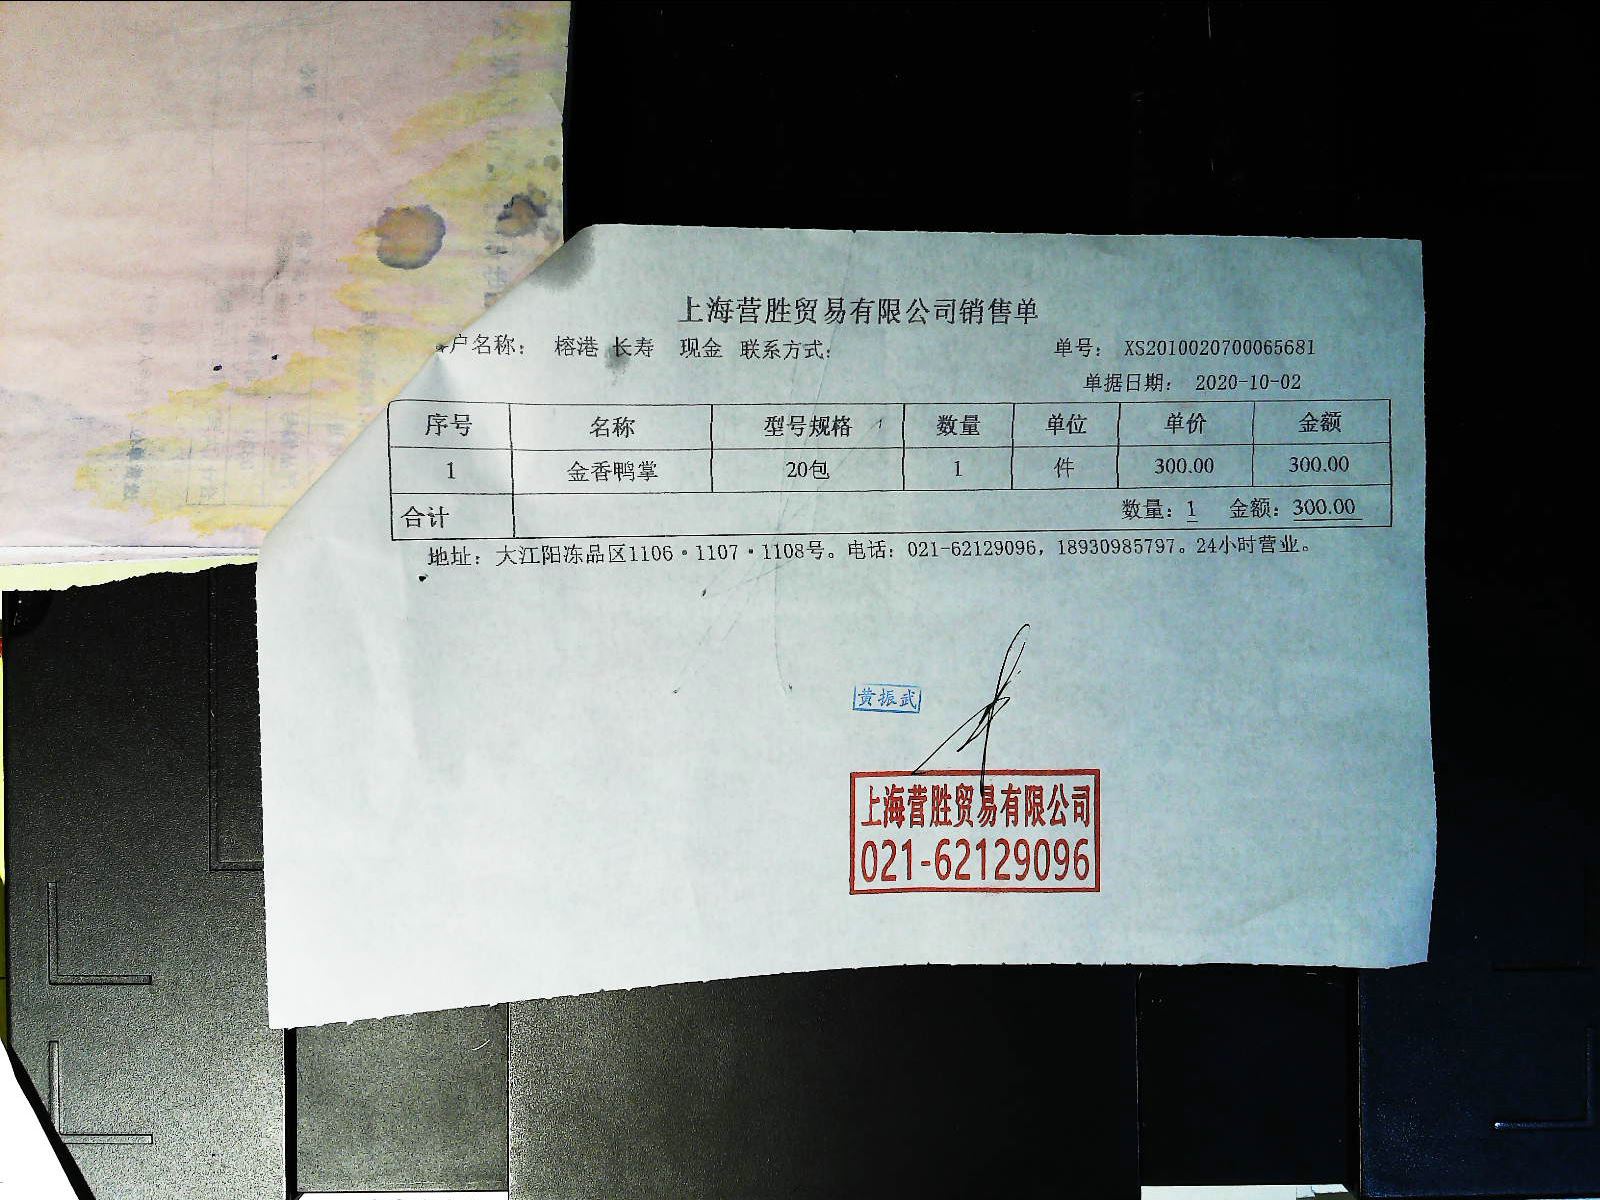 上海营胜贸易有限公司销售单
户名称： 榕港 长寿 现金 联系方式： 单号： XS2010020700065681
单据日期： 2020-10-02
序号 名称 型号规格 数量 单位 单价 金额
1 金香鸭掌 20包 1 件 300.00 300.00
合计 数量：1 金额：300.00
地址：大江阳冻品区1106·1107·1108号。电话：021-62129096，18930985797。24小时营业。
黄振武
上海营胜贸易有限公司
021-62129096